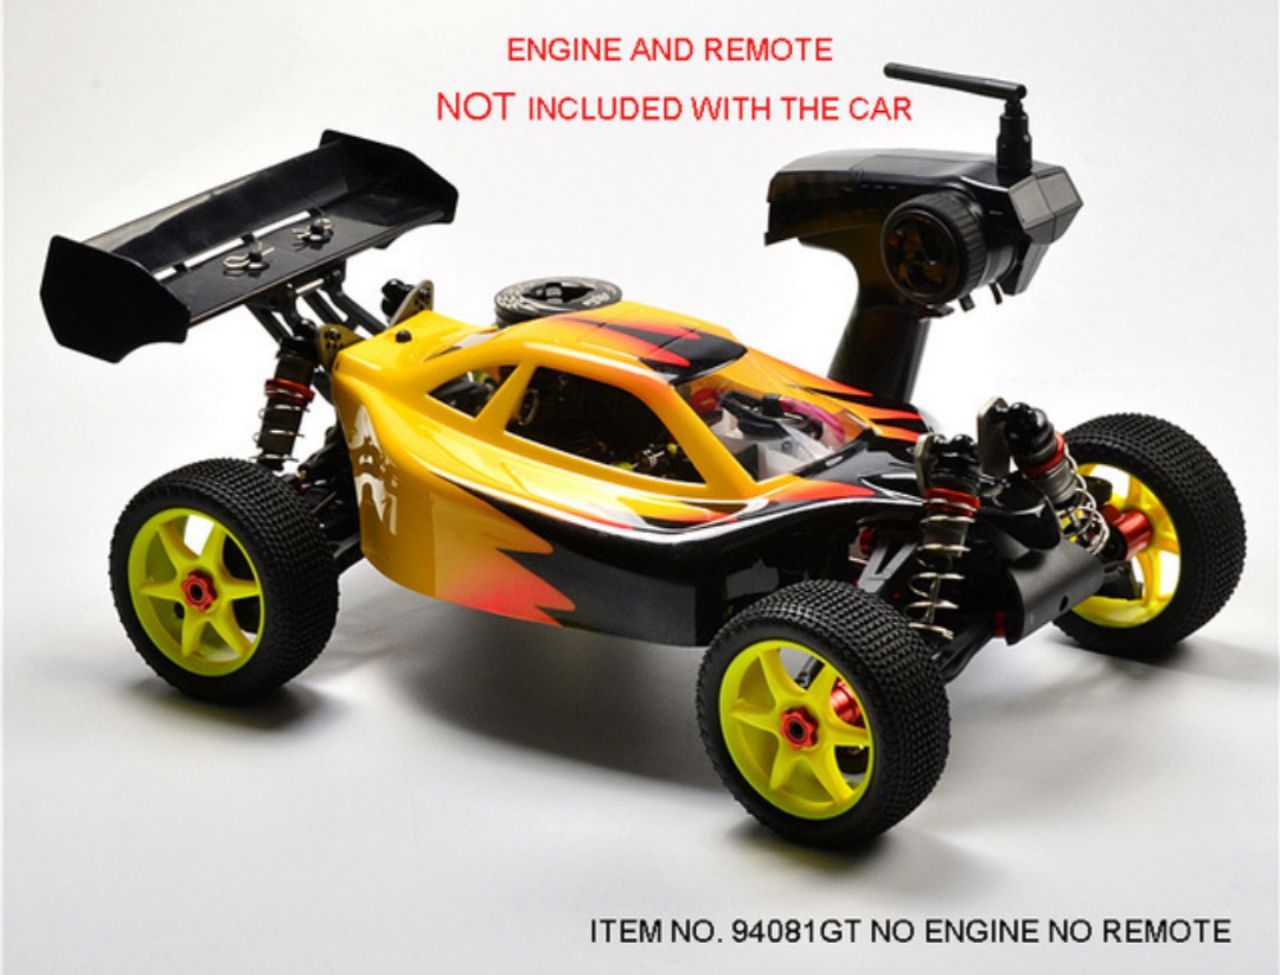 ENGINE AND REMOTE
NOT INCLUDED WITH THE CAR
ITEM NO. 94081GT NO ENGINE NO REMOTE